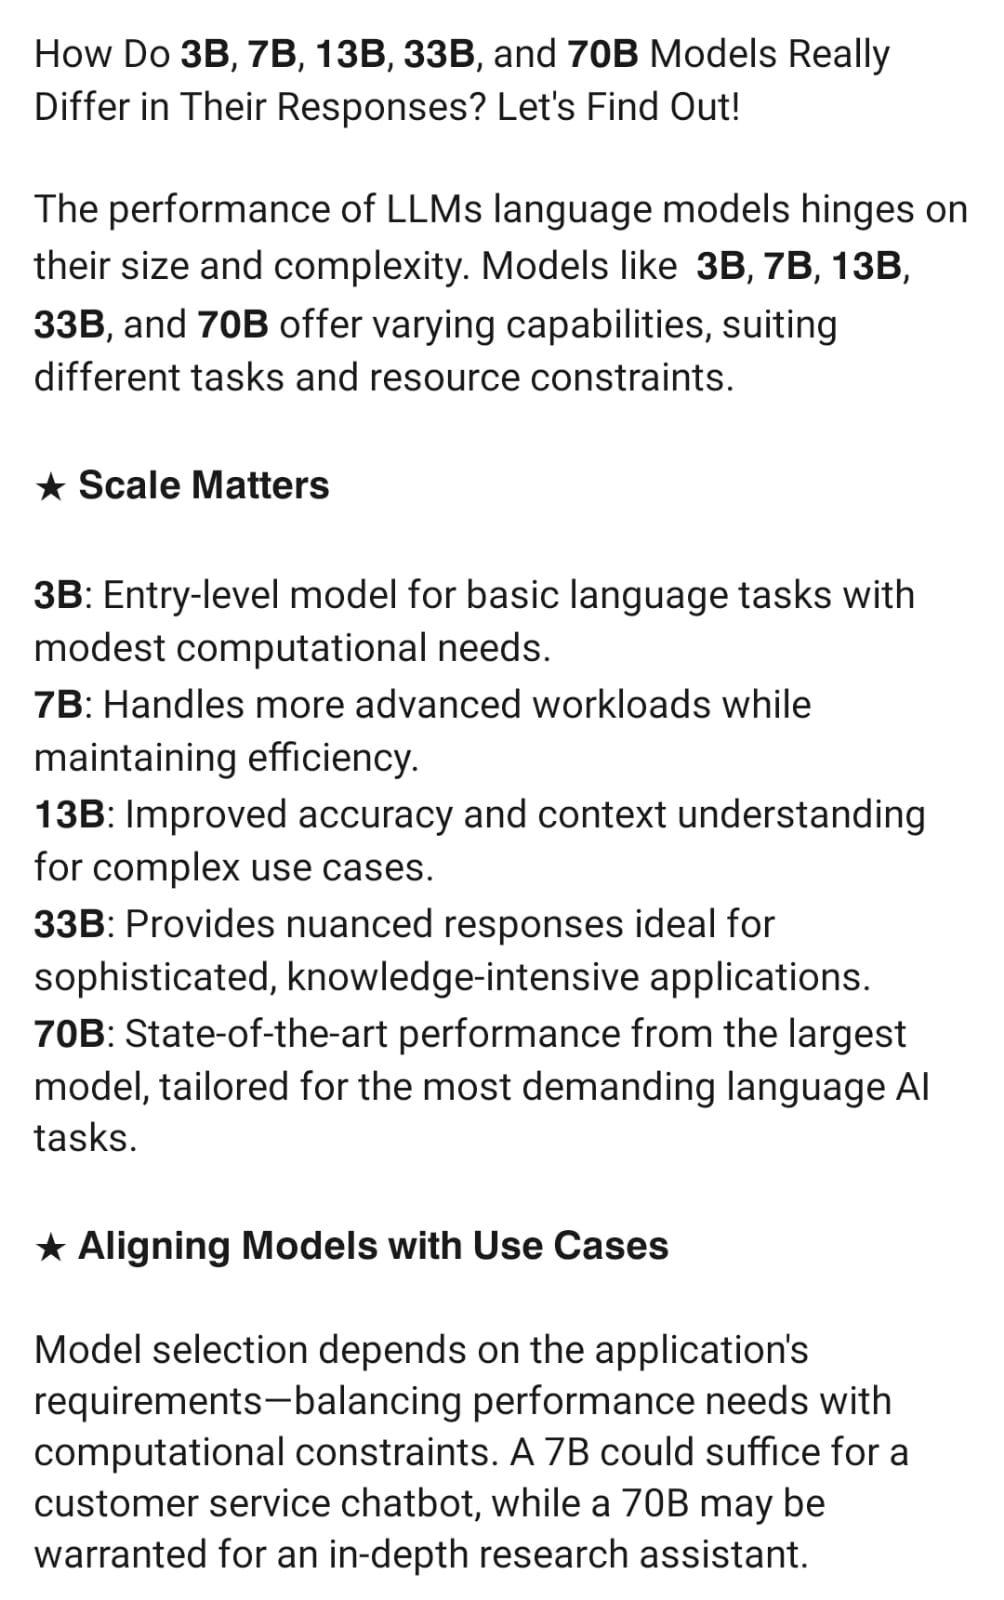 How Do 3B, 7B, 13B, 33B, and 70B Models Really
Differ in Their Responses? Let's Find Out!
The performance of LLMs language models hinges on
their size and complexity. Models like 3B, 7B, 13B,
33B, and 70B offer varying capabilities, suiting
different tasks and resource constraints.
★ Scale Matters
3B: Entry-level model for basic language tasks with
modest computational needs.
7B: Handles more advanced workloads while
maintaining efficiency.
13B: Improved accuracy and context understanding
for complex use cases.
33B: Provides nuanced responses ideal for
sophisticated, knowledge-intensive applications.
70B: State-of-the-art performance from the largest
model, tailored for the most demanding language AI
tasks.
★ Aligning Models with Use Cases
Model selection depends on the application's
requirements—balancing performance needs with
computational constraints. A 7B could suffice for a
customer service chatbot, while a 70B may be
warranted for an in-depth research assistant.